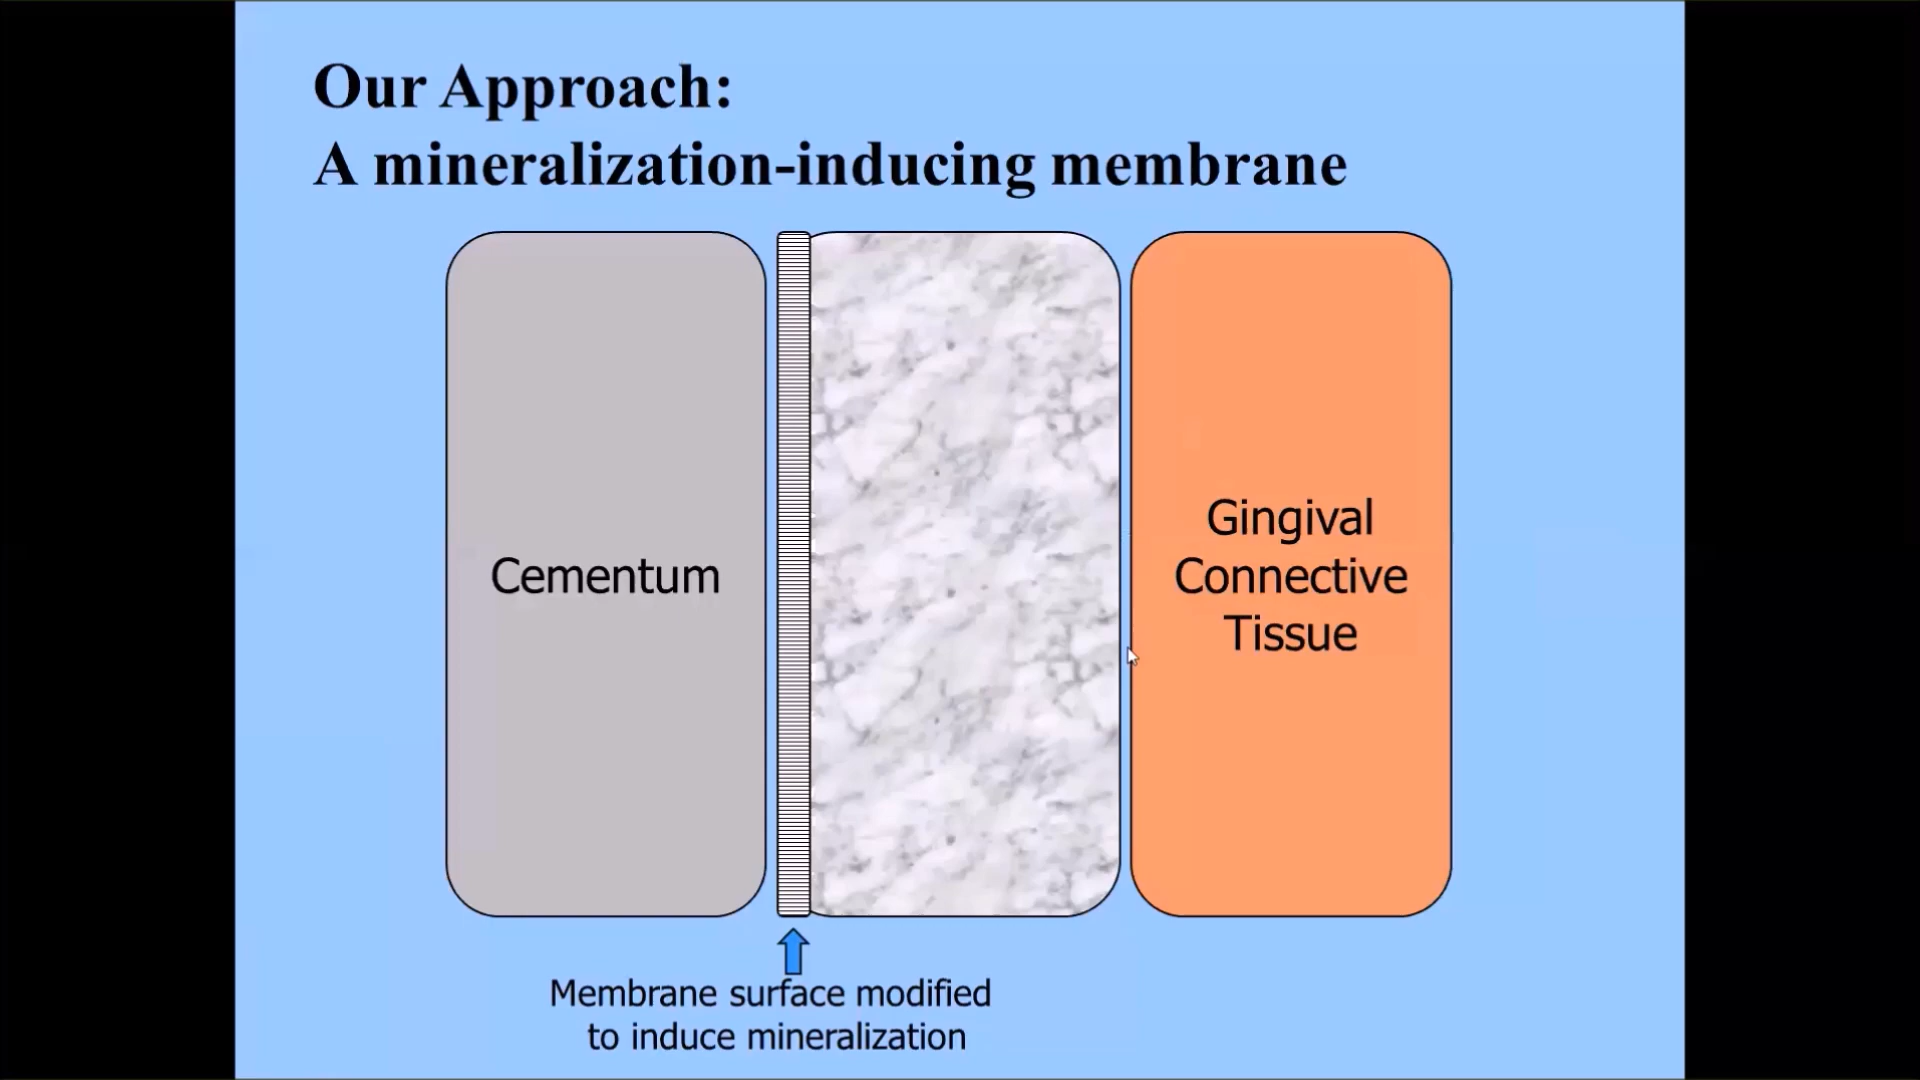 Our Approach:
A mineralization-inducing membrane
Cementum
Gingival
Connective
Tissue
Membrane surface modified
to induce mineralization